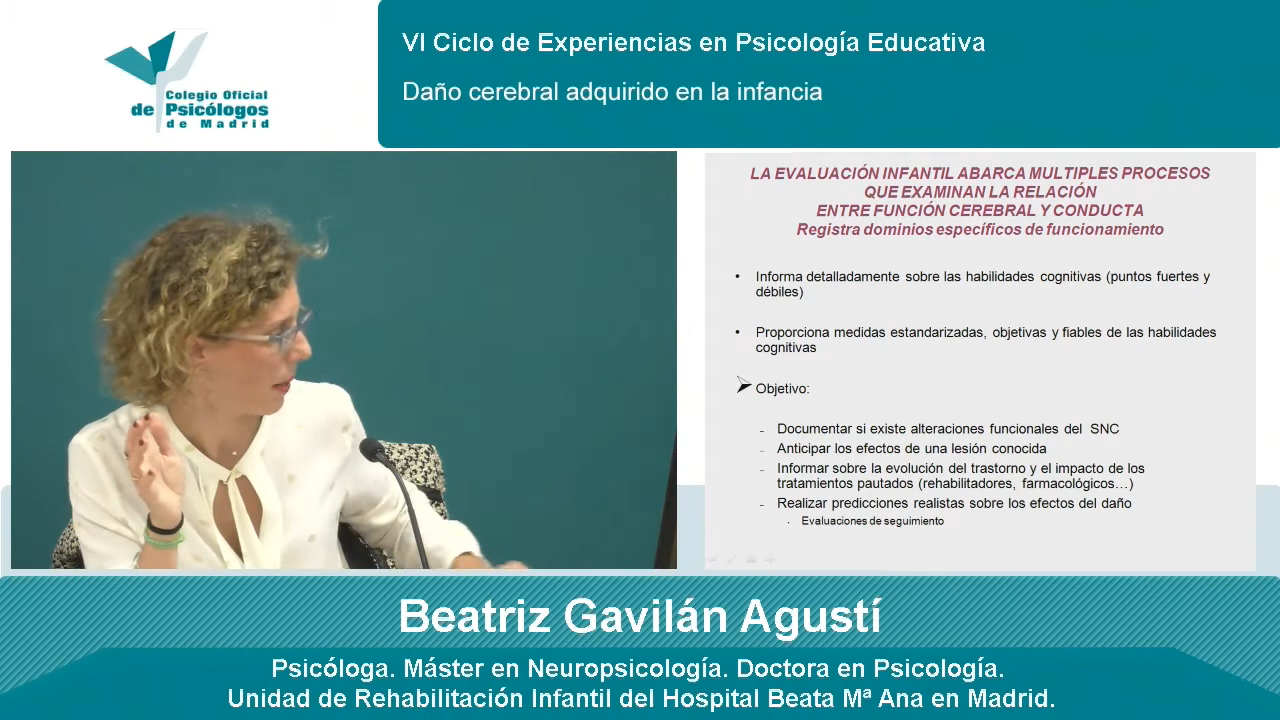 Colegio Oficial
de Psicólogos
de Madrid
VI Ciclo de Experiencias en Psicología Educativa
Daño cerebral adquirido en la infancia
LA EVALUACIÓN INFANTIL ABARCA MULTIPLES PROCESOS
QUE EXAMINAN LA RELACIÓN
ENTRE FUNCIÓN CEREBRAL Y CONDUCTA
Registra dominios específicos de funcionamiento
• Informa detalladamente sobre las habilidades cognitivas (puntos fuertes y
débiles)
• Proporciona medidas estandarizadas, objetivas y fiables de las habilidades
cognitivas
➢ Objetivo:
- Documentar si existe alteraciones funcionales del SNC
- Anticipar los efectos de una lesión conocida
- Informar sobre la evolución del trastorno y el impacto de los
tratamientos pautados (rehabilitadores, farmacológicos…)
- Realizar predicciones realistas sobre los efectos del daño
· Evaluaciones de seguimiento
Beatriz Gavilán Agustí
Psicóloga. Máster en Neuropsicología. Doctora en Psicología.
Unidad de Rehabilitación Infantil del Hospital Beata Mª Ana en Madrid.